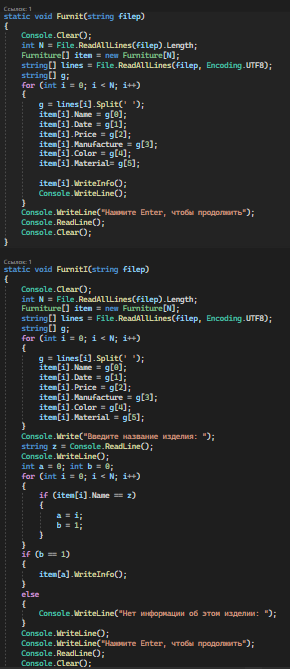 Ссылок: 1
static void Furnit(string filep)
{
Console.Clear();
int N = File.ReadAllLines(filep).Length;
Furniture[] item = new Furniture[N];
string[] lines = File.ReadAllLines(filep, Encoding.UTF8);
string[] g;
for (int i = 0; i < N; i++)
{
g = lines[i].Split(' ');
item[i].Name = g[0];
item[i].Date = g[1];
item[i].Price = g[2];
item[i].Manufacture = g[3];
item[i].Color = g[4];
item[i].Material= g[5];
item[i].WriteInfo();
Console.WriteLine();
}
Console.WriteLine("Нажмите Enter, чтобы продолжить");
Console.ReadLine();
Console.Clear();
}
Ссылок: 1
static void FurnitI(string filep)
{
Console.Clear();
int N = File.ReadAllLines(filep).Length;
Furniture[] item = new Furniture[N];
string[] lines = File.ReadAllLines(filep, Encoding.UTF8);
string[] g;
for (int i = 0; i < N; i++)
{
g = lines[i].Split(' ');
item[i].Name = g[0];
item[i].Date = g[1];
item[i].Price = g[2];
item[i].Manufacture = g[3];
item[i].Color = g[4];
item[i].Material = g[5];
}
Console.Write("Введите название изделия: ");
string z = Console.ReadLine();
Console.WriteLine();
int a = 0; int b = 0;
for (int i = 0; i < N; i++)
{
if (item[i].Name == z)
{
a = i;
b = 1;
}
}
if (b == 1)
{
item[a].WriteInfo();
}
else
{
Console.WriteLine("Нет информации об этом изделии: ");
}
Console.WriteLine();
Console.WriteLine("Нажмите Enter, чтобы продолжить");
Console.ReadLine();
Console.Clear();